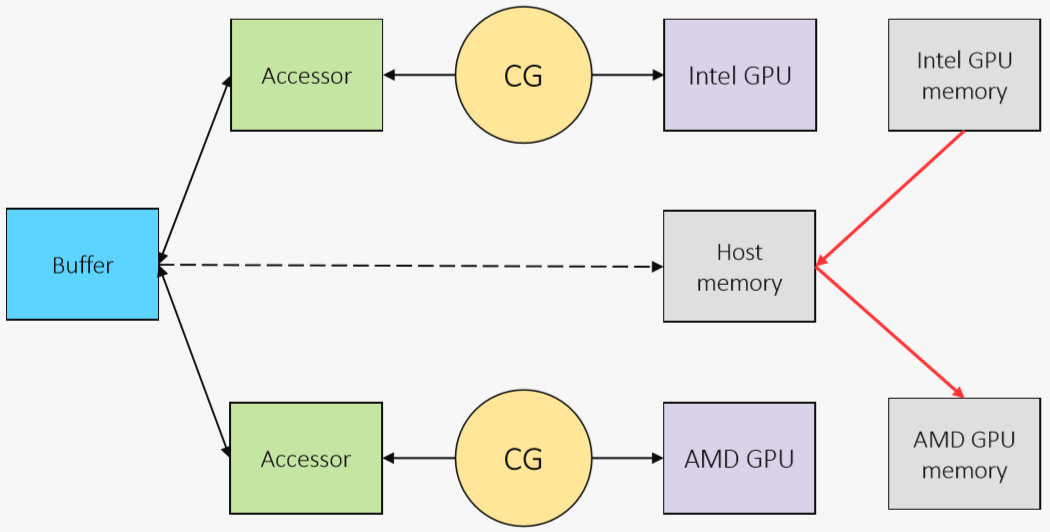 Accessor
CG
Intel GPU
Intel GPU
memory
Buffer
Host
memory
Accessor
CG
AMD GPU
AMD GPU
memory